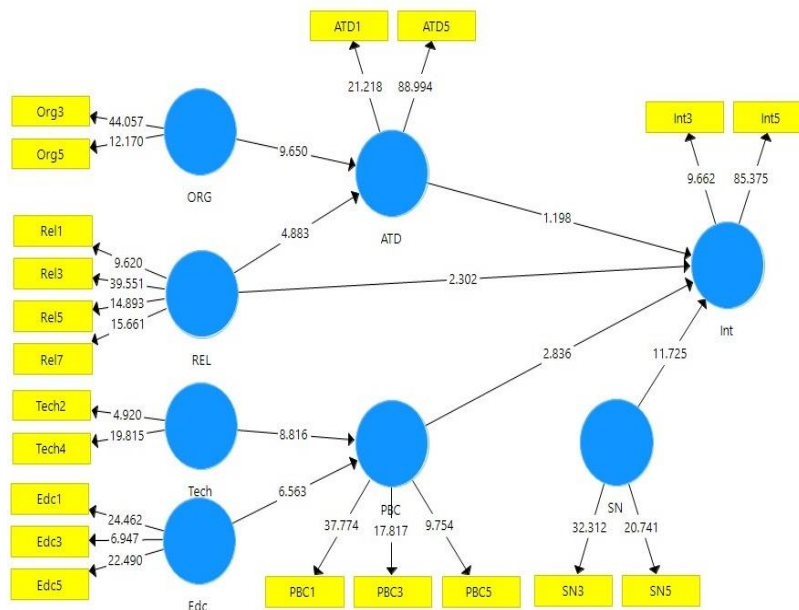 ATD1
ATD5
21.218
88.994
Org3
44.057
Org5
12.170
ORG
9.650
ATD
Int3
Int5
9.662
85.375
Rel1
9.620
Rel3
39.551
Rel5
14.893
15.661
Rel7
REL
4.883
1.198
2.302
Int
Tech2
4.920
Tech4
19.815
Tech
8.816
2.836
11.725
Edc1
24.462
Edc3
6.947
Edc5
22.490
Edc
6.563
PBC
SN
37.774
17.817
9.754
32.312
20.741
PBC1
PBC3
PBC5
SN3
SN5